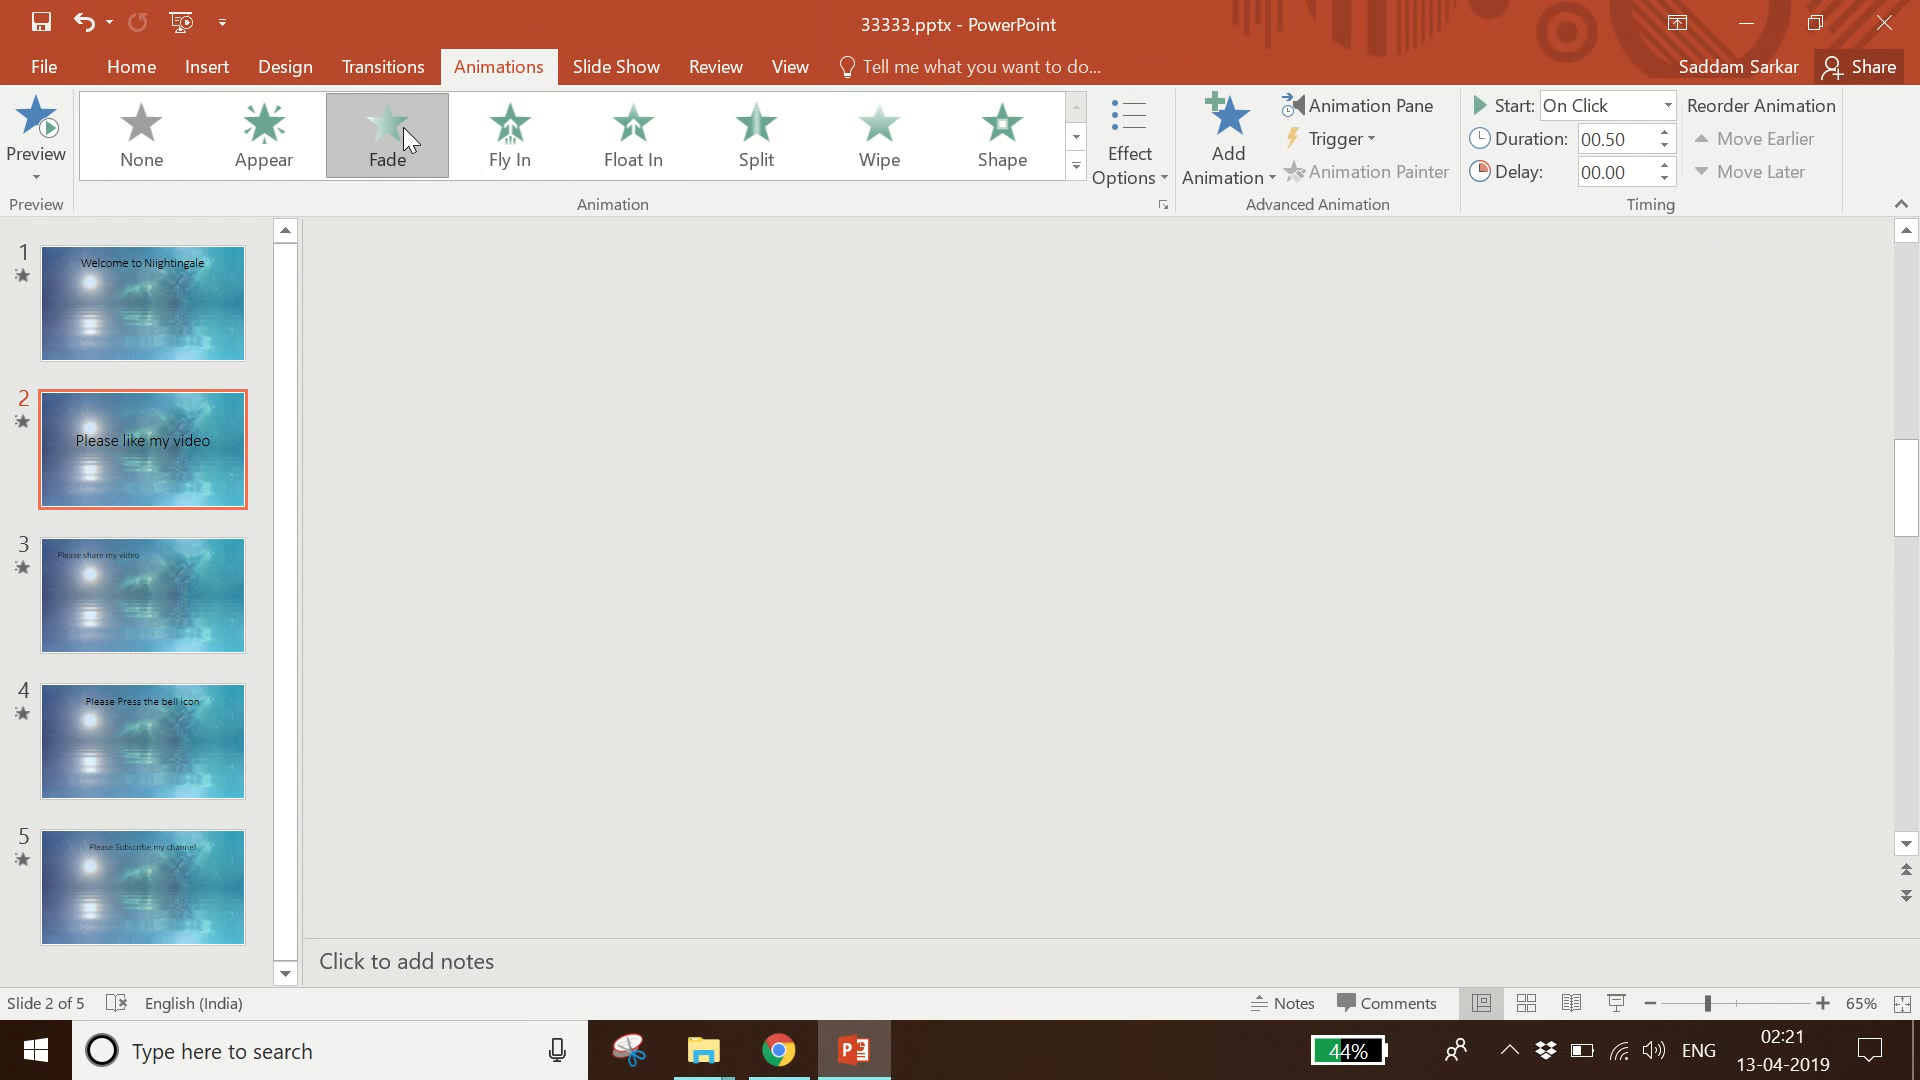 33333.pptx - PowerPoint
File Home Insert Design Transitions Animations Slide Show Review View Tell me what you want to do... Saddam Sarkar Share
Preview
Preview
None Appear Fade Fly In Float In Split Wipe Shape
Animation
Effect Options
Add Animation
Animation Pane
Trigger
Animation Painter
Advanced Animation
Start: On Click
Duration: 00.50
Delay: 00.00
Timing
Reorder Animation
Move Earlier
Move Later
1
Welcome to Niightingale
2
Please like my video
3
Please share my video
4
Please Press the bell icon
5
Please Subscribe my channel
Click to add notes
Slide 2 of 5 English (India) Notes Comments 65%
Type here to search
44%
ENG
02:21
13-04-2019